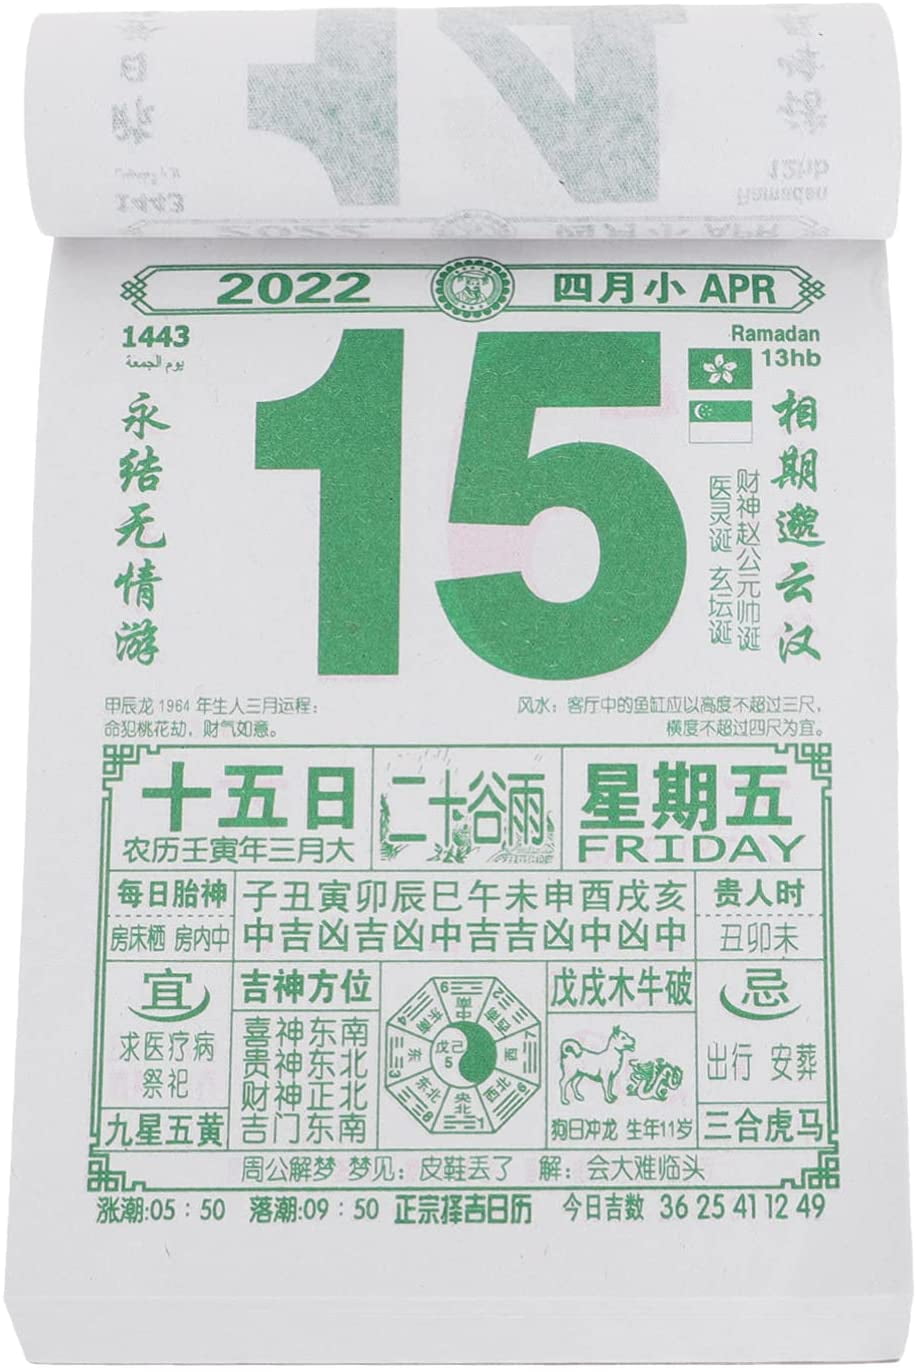 14
12hb
Ramadan
1443
2022 四月小 APR
2022 四月小 APR
1443
يوم الجمعة
15
Ramadan
13hb
相期邈云汉
永结无情游
财神赵公元帅诞
医灵诞 玄坛诞
甲辰龙 1964 年生人三月运程：
命犯桃花劫，财气如意。
风水：客厅中的鱼缸应以高度不超过三尺，
横度不超过四尺为宜。
十五日
农历壬寅年三月大
二十谷雨
星期五
FRIDAY
每日胎神
房床栖 房内中
子丑寅卯辰巳午未申酉戌亥
中吉凶吉凶中吉吉凶中凶中
贵人时
丑卯未
宜
求医疗病
祭祀
九星五黄
吉神方位
喜神东南
贵神东北
财神正北
吉门东南
戊己
5
戊戌木牛破
狗日冲龙 生年11岁
忌
出行 安葬
三合虎马
周公解梦 梦见：皮鞋丢了 解：会大难临头
涨潮:05：50 落潮:09：50 正宗择吉日历 今日吉数 36 25 41 12 49